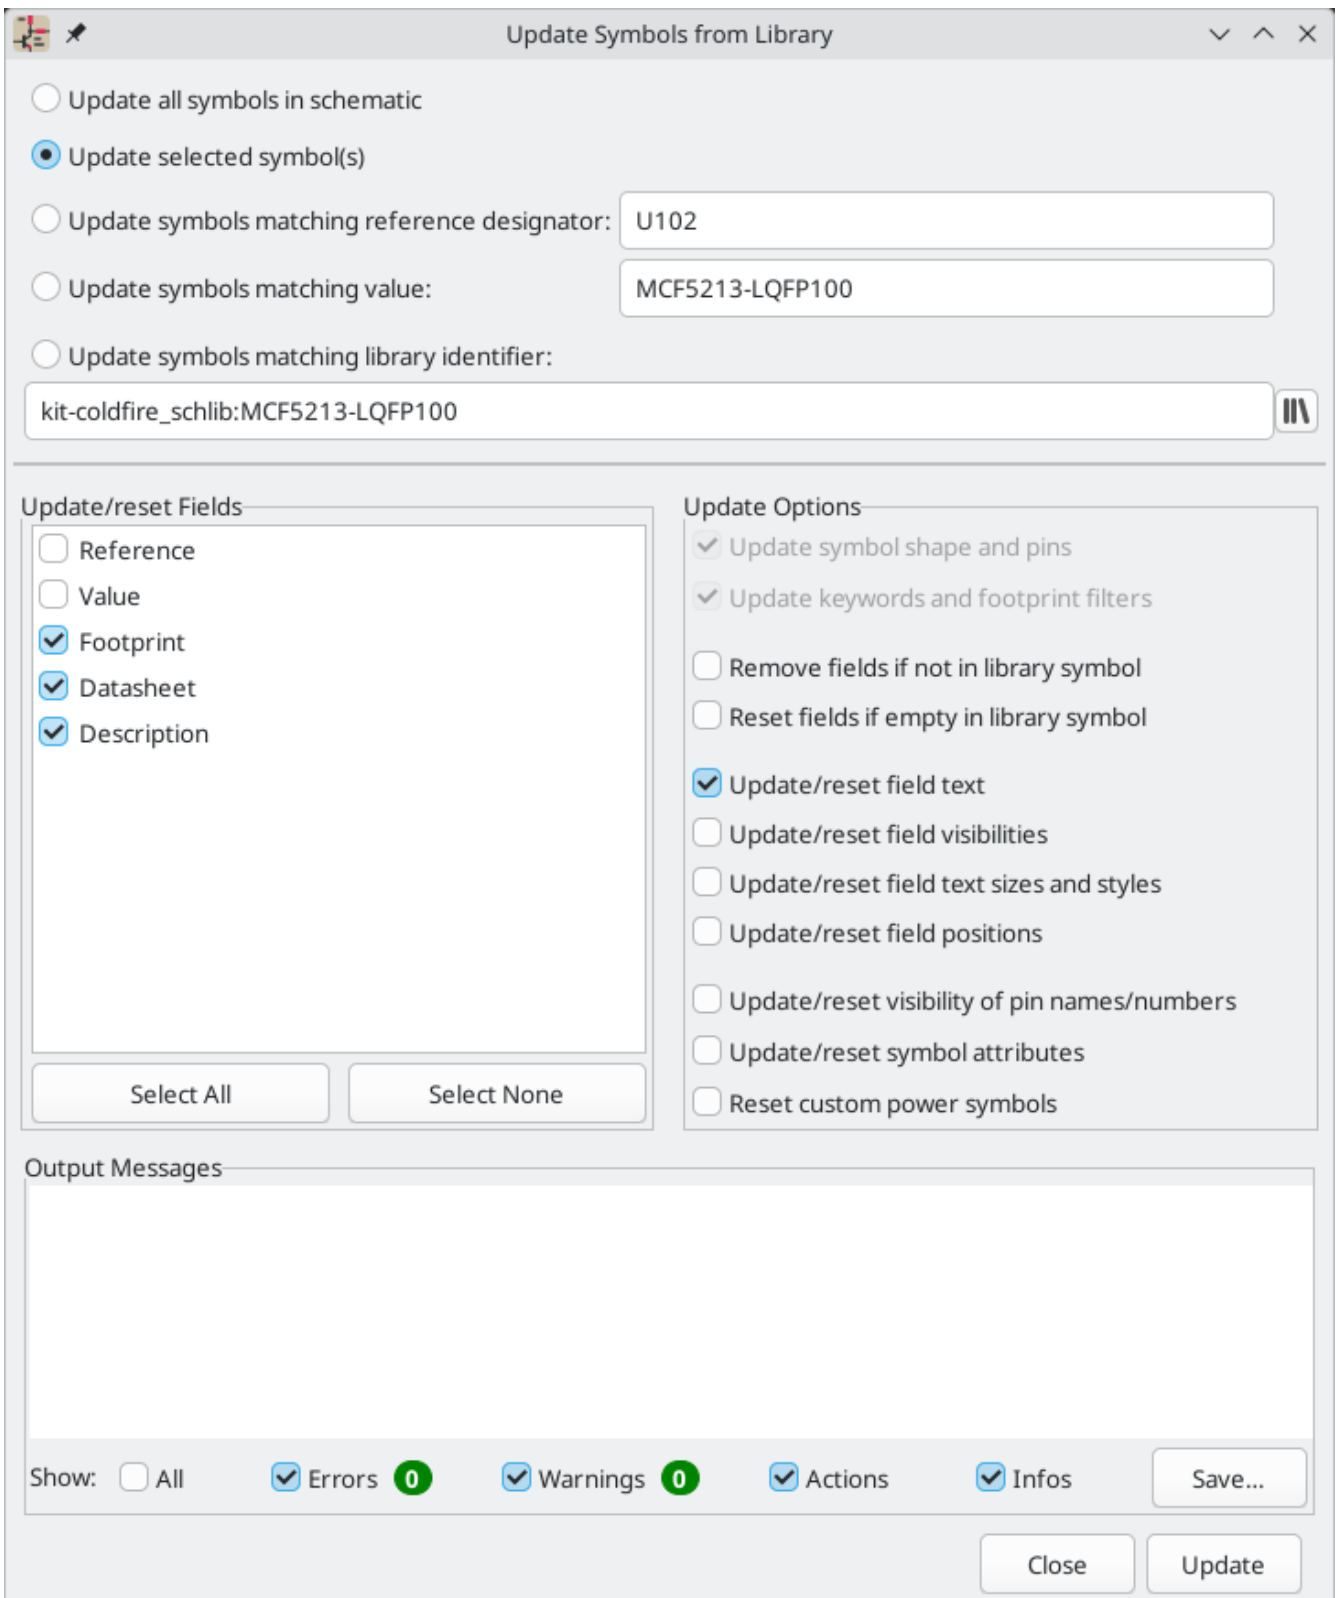 Update Symbols from Library
Update all symbols in schematic
Update selected symbol(s)
Update symbols matching reference designator: U102
Update symbols matching value: MCF5213-LQFP100
Update symbols matching library identifier:
kit-coldfire_schlib:MCF5213-LQFP100
Update/reset Fields
Reference
Value
Footprint
Datasheet
Description
Select All Select None
Update Options
Update symbol shape and pins
Update keywords and footprint filters
Remove fields if not in library symbol
Reset fields if empty in library symbol
Update/reset field text
Update/reset field visibilities
Update/reset field text sizes and styles
Update/reset field positions
Update/reset visibility of pin names/numbers
Update/reset symbol attributes
Reset custom power symbols
Output Messages
Show: All Errors 0 Warnings 0 Actions Infos Save...
Close Update